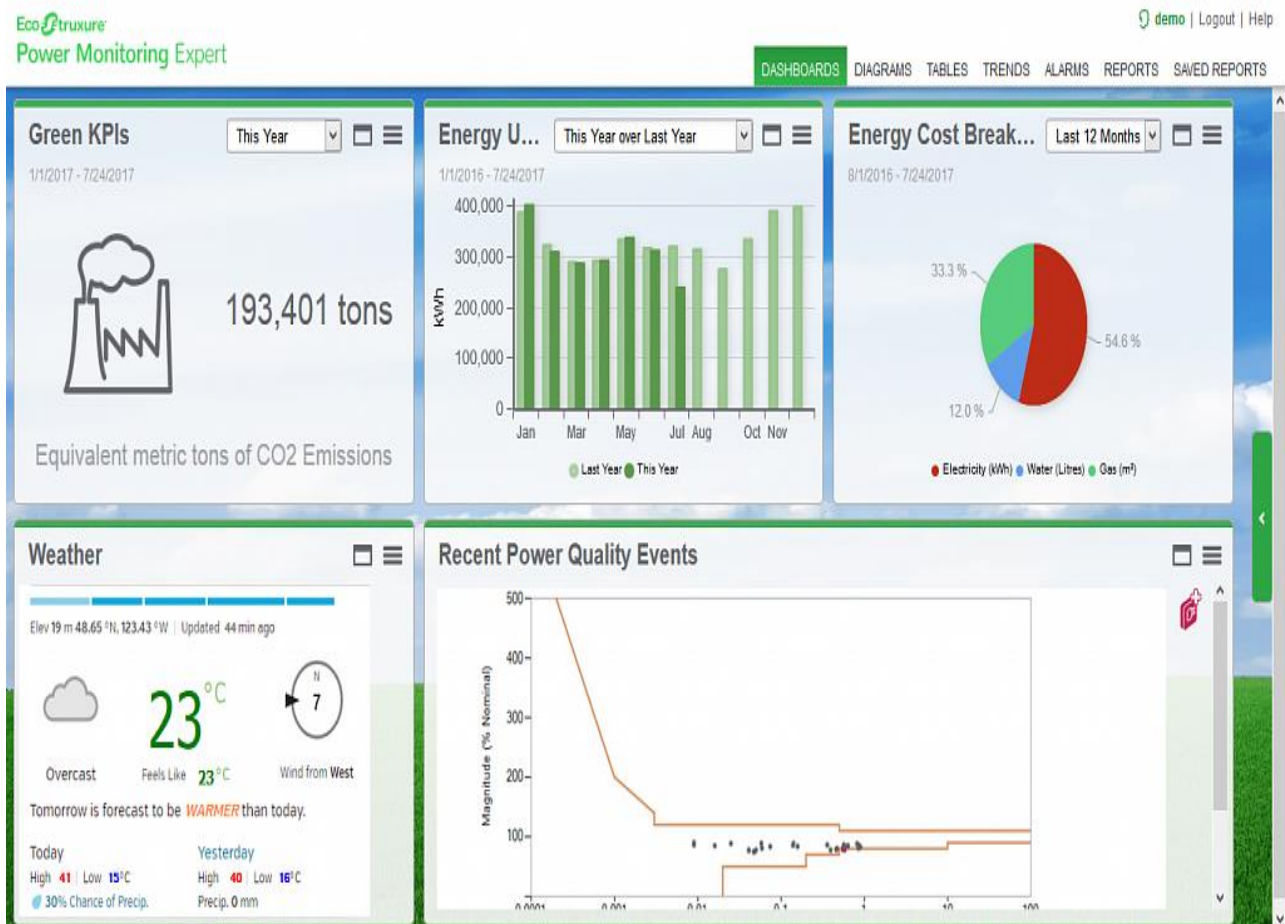 EcoStruxure
demo | Logout | Help
Power Monitoring Expert
DASHBOARDS DIAGRAMS TABLES TRENDS ALARMS REPORTS SAVED REPORTS
Green KPIs
This Year
1/1/2017 - 7/24/2017
193,401 tons
Equivalent metric tons of CO2 Emissions
Energy U...
This Year over Last Year
1/1/2016 - 7/24/2017
400,000
300,000
200,000
100,000
0
kWh
Jan Mar May Jul Aug Oct Nov
Last Year This Year
Energy Cost Break...
Last 12 Months
8/1/2016 - 7/24/2017
33.3 %
54.6 %
12.0 %
Electricity (kWh) Water (Litres) Gas (m³)
Weather
Elev 19 m 48.65 °N, 123.43 °W | Updated 44 min ago
N
7
23 °C
Overcast
Feels Like 23 °C
Wind from West
Tomorrow is forecast to be WARMER than today.
Today
High 41 | Low 15°C
30% Chance of Precip.
Yesterday
High 40 | Low 16°C
Precip. 0 mm
Recent Power Quality Events
500
400
300
200
100
Magnitude (% Nominal)
0.0001 0.001 0.01 0.1 1 10 100